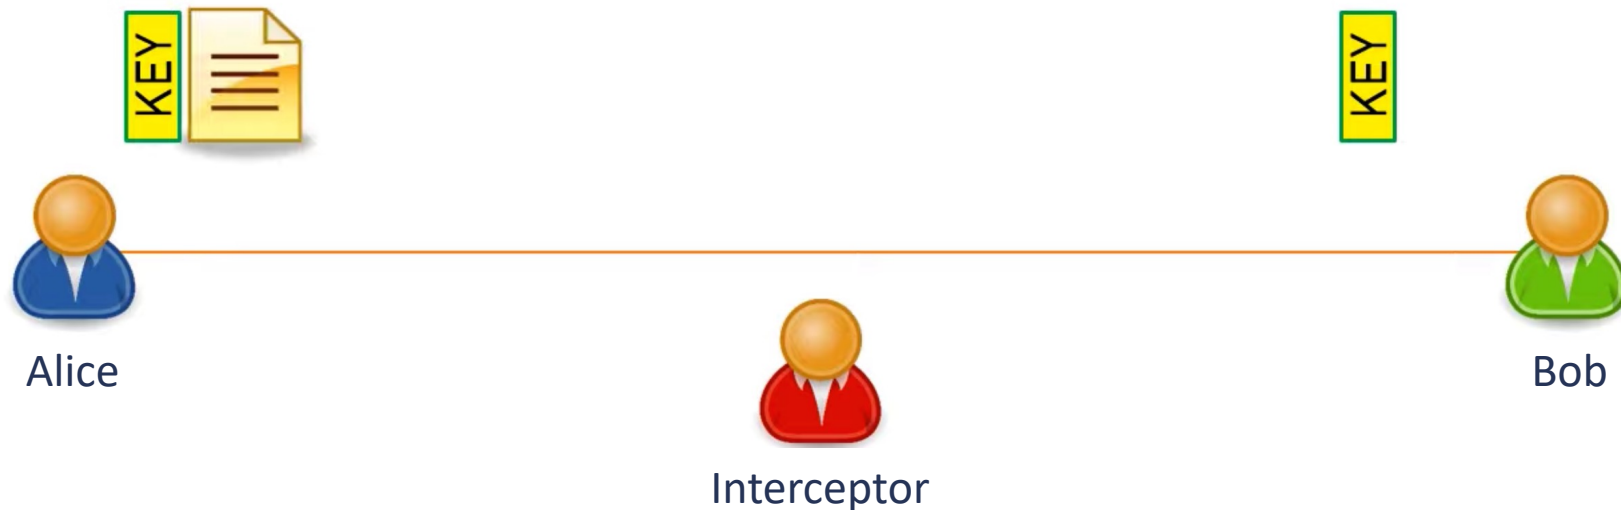 KEY
KEY
Alice
Bob
Interceptor